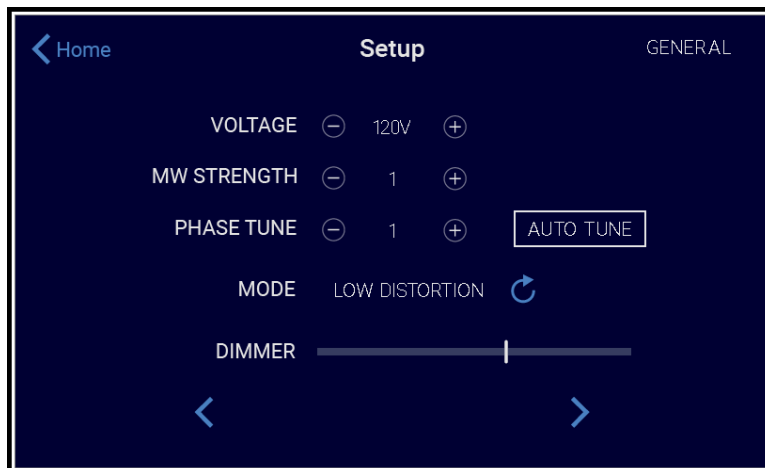 Home Setup GENERAL
VOLTAGE 120V
MW STRENGTH 1
PHASE TUNE 1 AUTO TUNE
MODE LOW DISTORTION
DIMMER